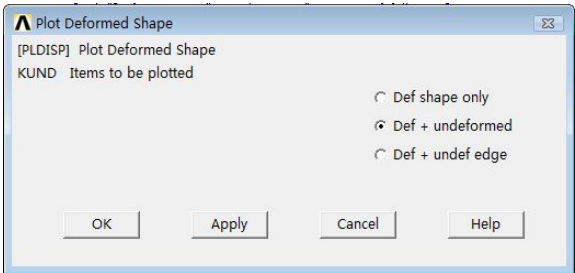 Plot Deformed Shape
[PLDISP] Plot Deformed Shape
KUND Items to be plotted
Def shape only
Def + undeformed
Def + undef edge
OK Apply Cancel Help